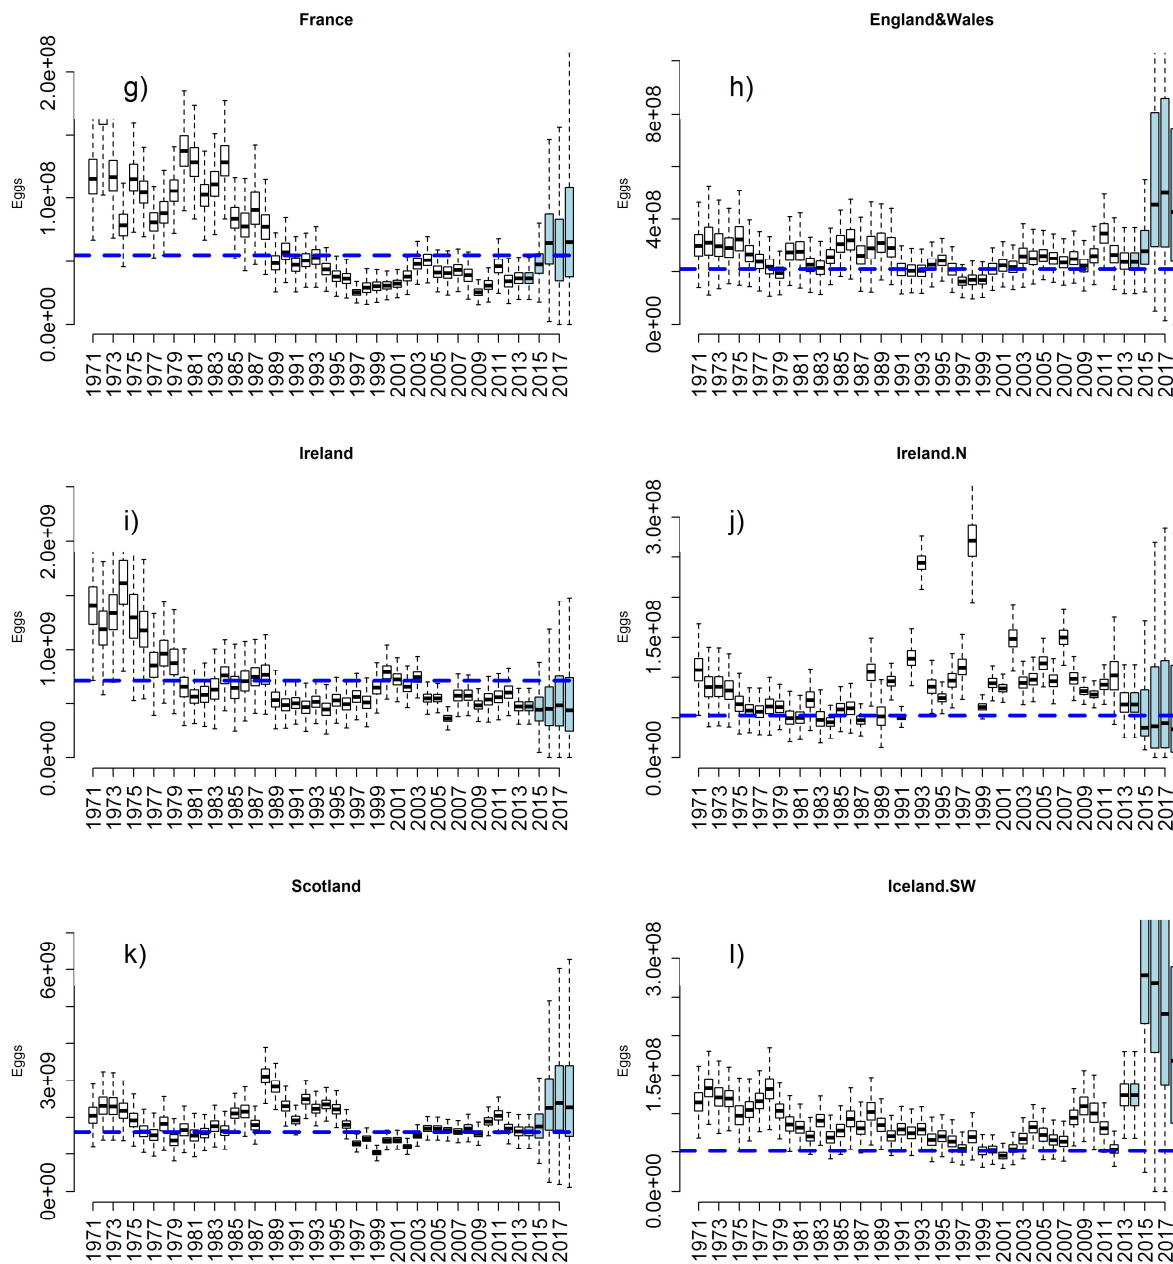 France
England&Wales
g)
h)
Eggs
0.0e+00 1.0e+08 2.0e+08
Eggs
0e+00 4e+08 8e+08
1971 1973 1975 1977 1979 1981 1983 1985 1987 1989 1991 1993 1995 1997 1999 2001 2003 2005 2007 2009 2011 2013 2015 2017
1971 1973 1975 1977 1979 1981 1983 1985 1987 1989 1991 1993 1995 1997 1999 2001 2003 2005 2007 2009 2011 2013 2015 2017
Ireland
Ireland.N
i)
j)
Eggs
0.0e+00 1.0e+09 2.0e+09
Eggs
0.0e+00 1.5e+08 3.0e+08
1971 1973 1975 1977 1979 1981 1983 1985 1987 1989 1991 1993 1995 1997 1999 2001 2003 2005 2007 2009 2011 2013 2015 2017
1971 1973 1975 1977 1979 1981 1983 1985 1987 1989 1991 1993 1995 1997 1999 2001 2003 2005 2007 2009 2011 2013 2015 2017
Scotland
Iceland.SW
k)
l)
Eggs
0e+00 3e+09 6e+09
Eggs
0.0e+00 1.5e+08 3.0e+08
1971 1973 1975 1977 1979 1981 1983 1985 1987 1989 1991 1993 1995 1997 1999 2001 2003 2005 2007 2009 2011 2013 2015 2017
1971 1973 1975 1977 1979 1981 1983 1985 1987 1989 1991 1993 1995 1997 1999 2001 2003 2005 2007 2009 2011 2013 2015 2017